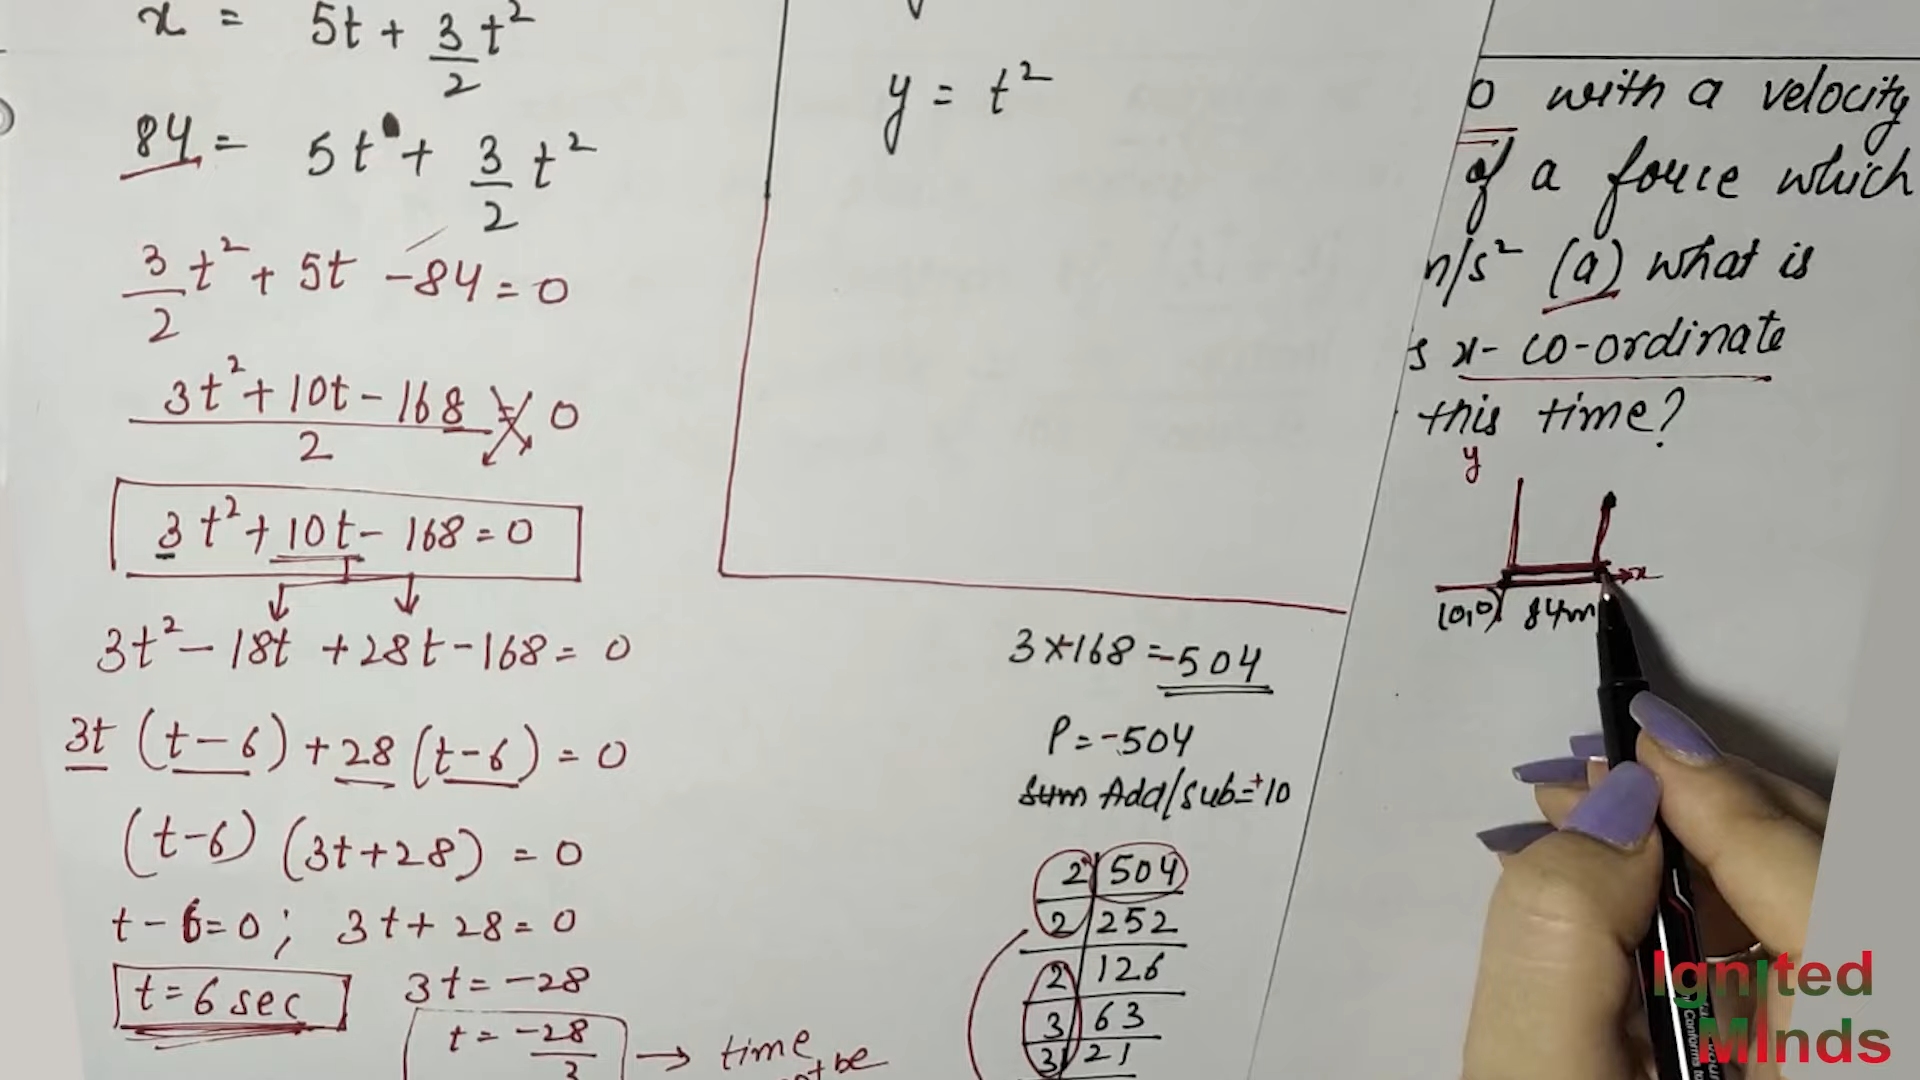 x = 5t + 3/2 t²
84 = 5t + 3/2 t²
3/2 t² + 5t - 84 = 0
3t² + 10t - 168 / 2 = 0
3t² + 10t - 168 = 0
3t² - 18t + 28t - 168 = 0
3t (t-6) + 28 (t-6) = 0
(t-6) (3t+28) = 0
t-6=0; 3t+28=0
t=6 sec
3t = -28
t = -28/3 → time
be
y = t²
3×168 = -504
P = -504
Sum Add/Sub = +10
2 504
2 252
2 126
3 63
3 21
o with a velocity
of a force which
m/s² (a) what is
s x-co-ordinate
this time?
y
x
(0,0) 84m
Ignited
MInds